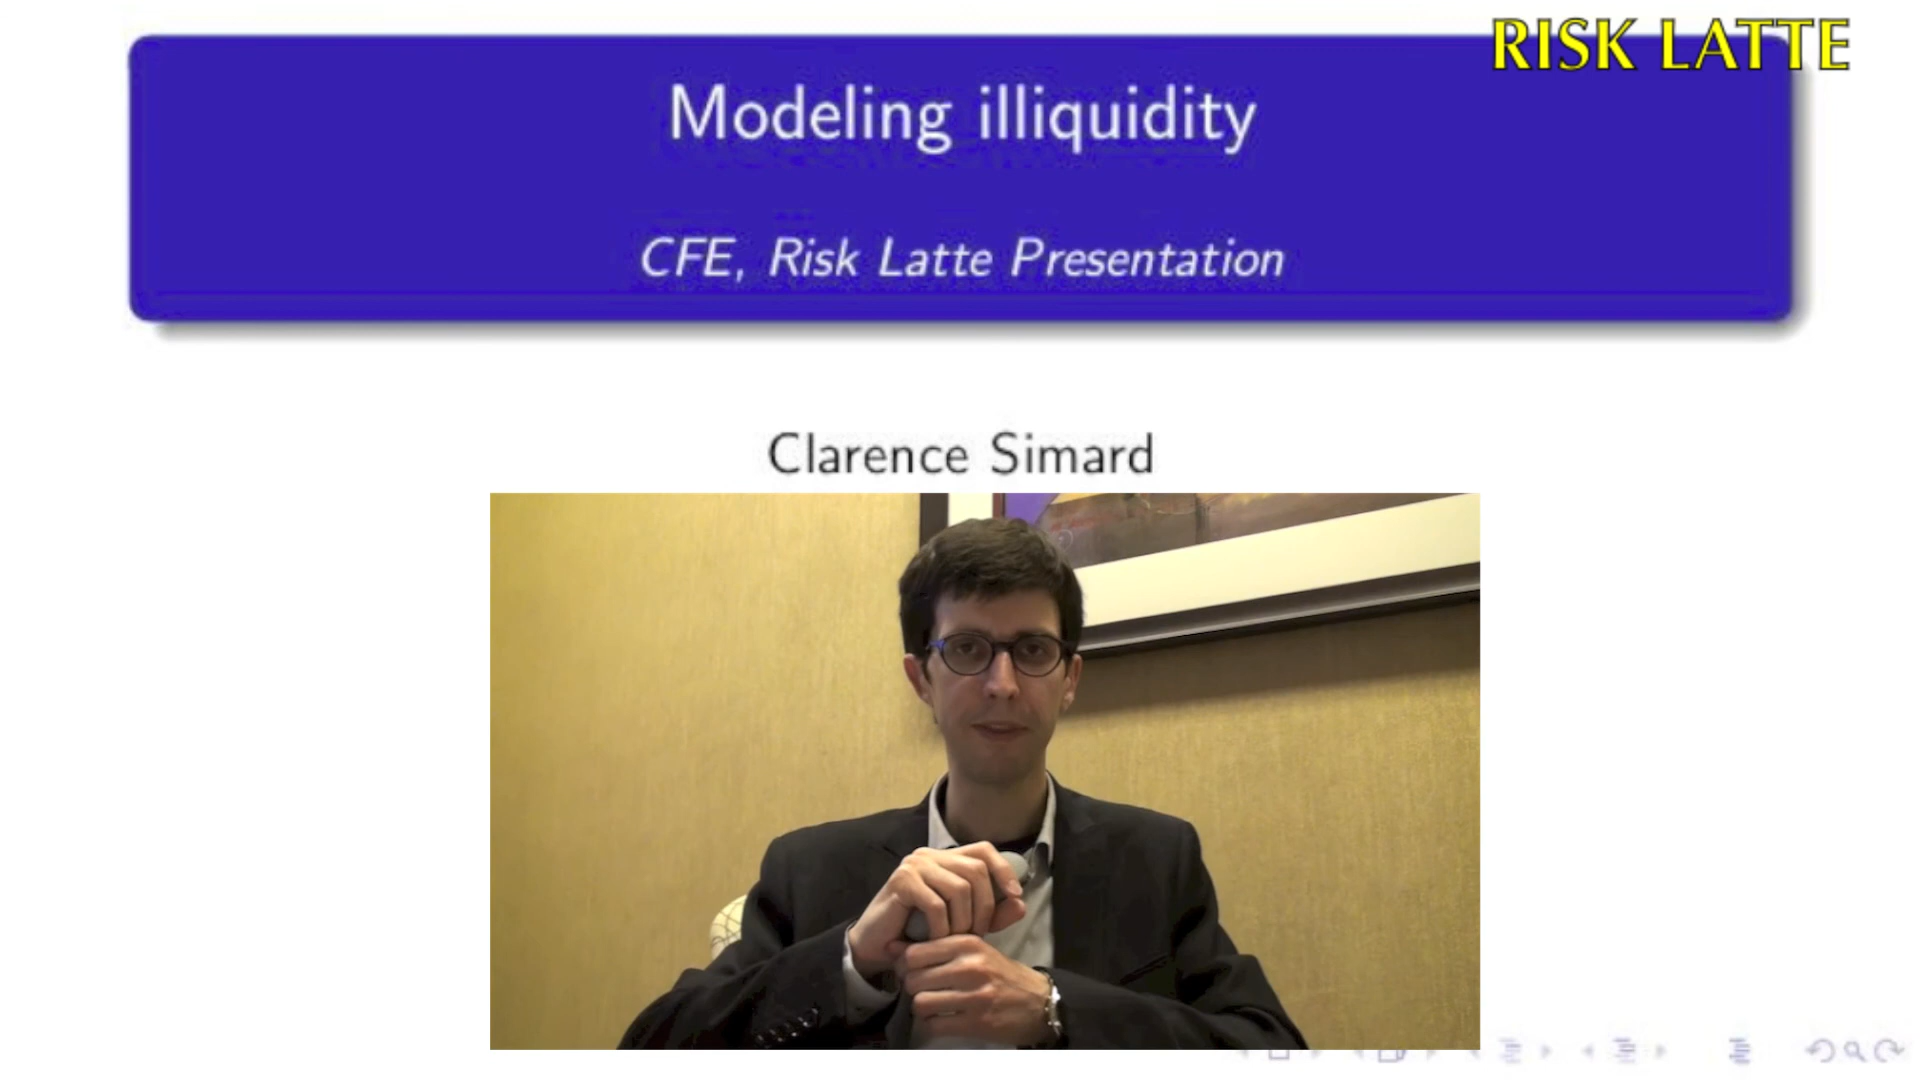 RISK LATTE
Modeling illiquidity
CFE, Risk Latte Presentation
Clarence Simard